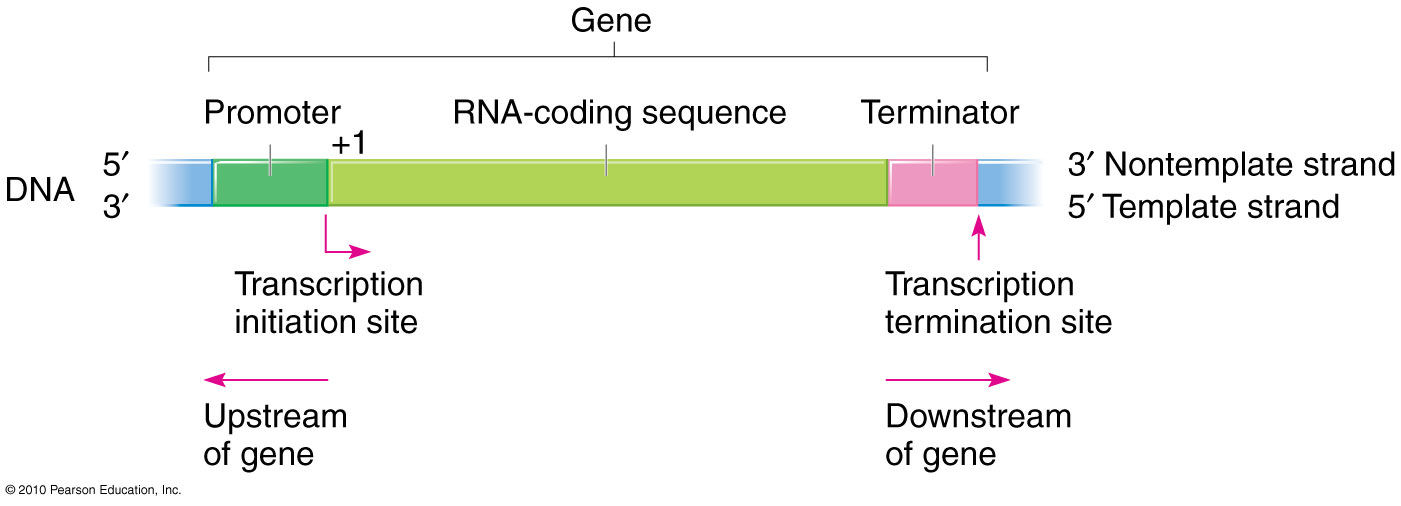 Gene
Promoter
RNA-coding sequence
Terminator
+1
DNA
5′
3′
3′ Nontemplate strand
5′ Template strand
Transcription
initiation site
Transcription
termination site
Upstream
of gene
Downstream
of gene
© 2010 Pearson Education, Inc.